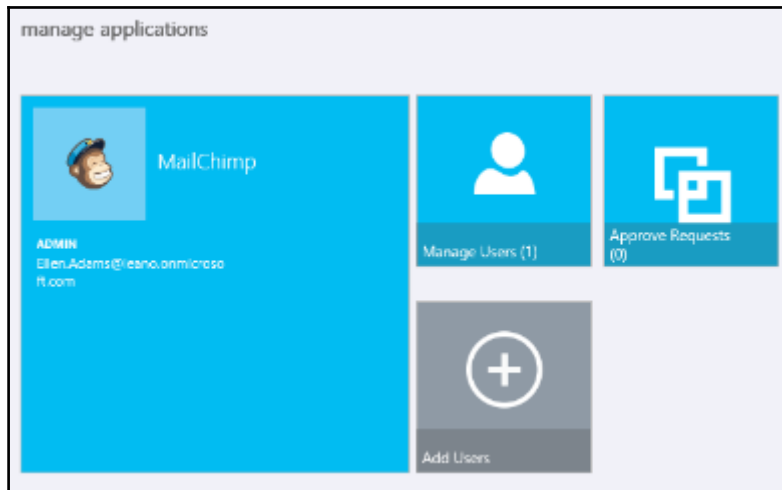 manage applications
MailChimp
ADMIN
Ellen.Adams@leano.onmicroso
ft.com
Manage Users (1)
Approve Requests
(0)
Add Users